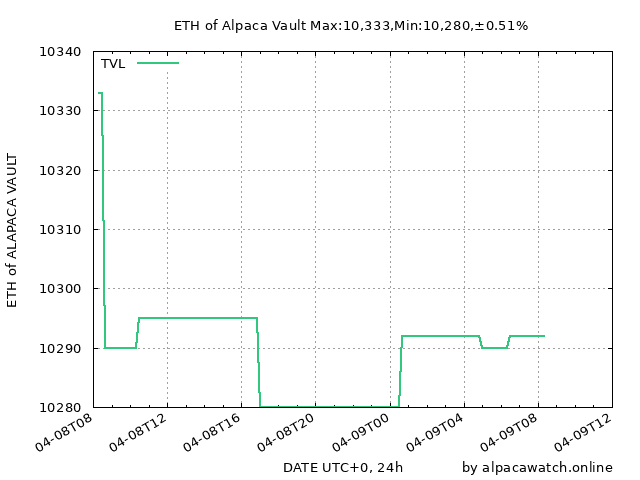 ETH of Alpaca Vault Max:10,333,Min:10,280,±0.51%
TVL
ETH of ALAPACA VAULT
10340
10330
10320
10310
10300
10290
10280
04-08T08
04-08T12
04-08T16
04-08T20
04-09T00
04-09T04
04-09T08
04-09T12
DATE UTC+0, 24h
by alpacawatch.online